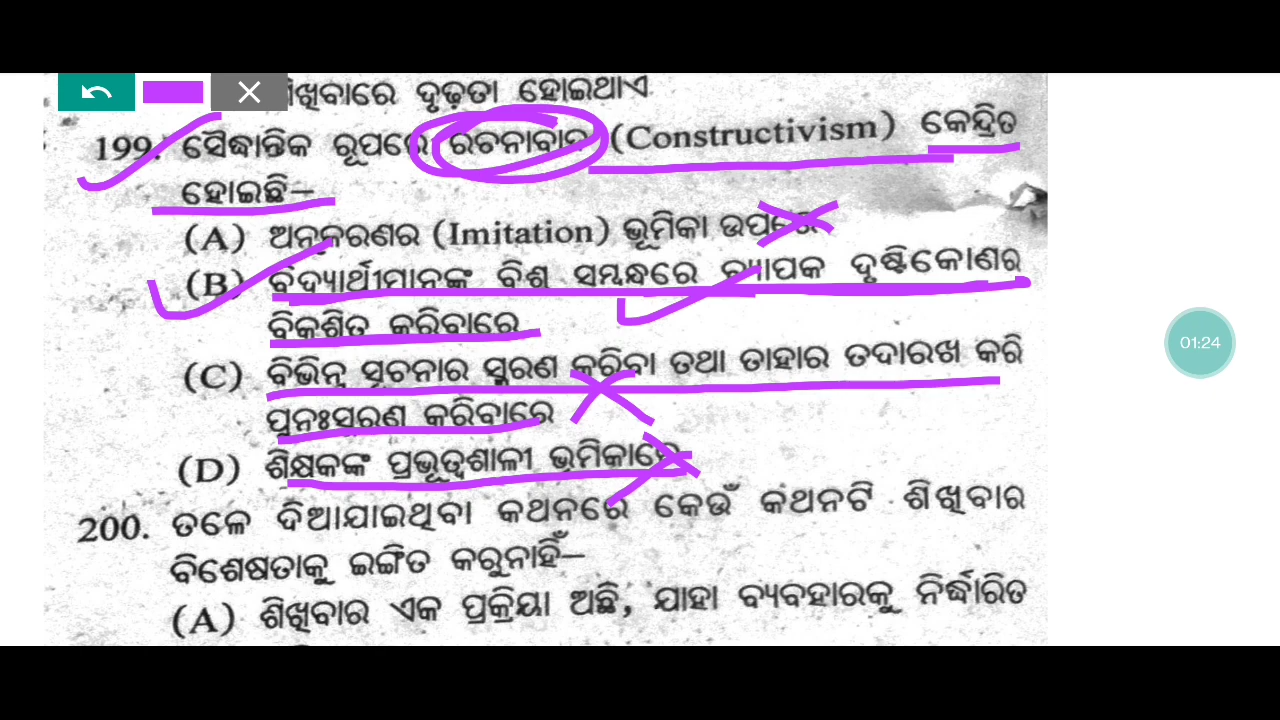 ଶିଖିବାରେ ଦୃଢ଼ତା ହୋଇଥାଏ
199. ସୈଦ୍ଧାନ୍ତିକ ରୂପରେ ରଚନାବାଦ (Constructivism) କେନ୍ଦ୍ରିତ
ହୋଇଛି–
(A) ଅନୁକରଣର (Imitation) ଭୂମିକା ଉପରେ
(B) ବିଦ୍ୟାର୍ଥୀମାନଙ୍କ ବିଶ୍ଵ ସମ୍ବନ୍ଧରେ ବ୍ୟାପକ ଦୃଷ୍ଟିକୋଣର
ବିକଶିତ କରିବାରେ
(C) ବିଭିନ୍ନ ସୂଚନାର ସ୍ମରଣ କରିବା ତଥା ତାହାର ତଦାରଖ କରି
ପୁନଃସ୍ମରଣ କରିବାରେ
(D) ଶିକ୍ଷକଙ୍କ ପ୍ରଭୂତ୍ଵଶାଳୀ ଭୂମିକାରେ
200. ତଳେ ଦିଆଯାଇଥିବା କଥନରେ କେଉଁ କଥନଟି ଶିଖିବାର
ବିଶେଷତାକୁ ଇଙ୍ଗିତ କରୁନାହିଁ–
(A) ଶିଖିବାର ଏକ ପ୍ରକ୍ରିୟା ଅଛି, ଯାହା ବ୍ୟବହାରକୁ ନିର୍ଦ୍ଧାରିତ
01:24